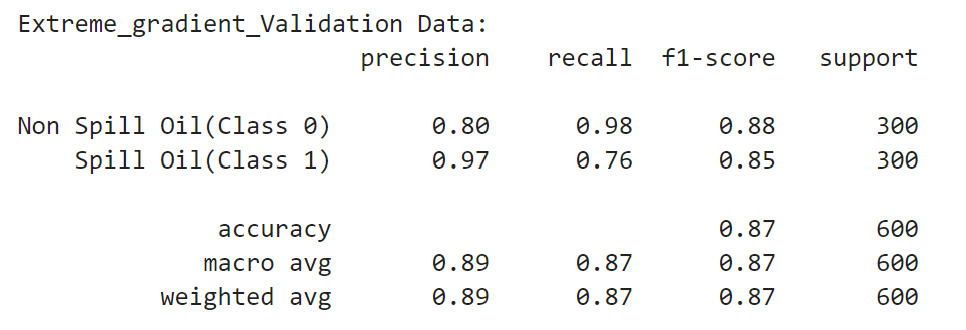 Extreme_gradient_Validation Data:
precision recall f1-score support
Non Spill Oil(Class 0) 0.80 0.98 0.88 300
Spill Oil(Class 1) 0.97 0.76 0.85 300
accuracy 0.87 600
macro avg 0.89 0.87 0.87 600
weighted avg 0.89 0.87 0.87 600